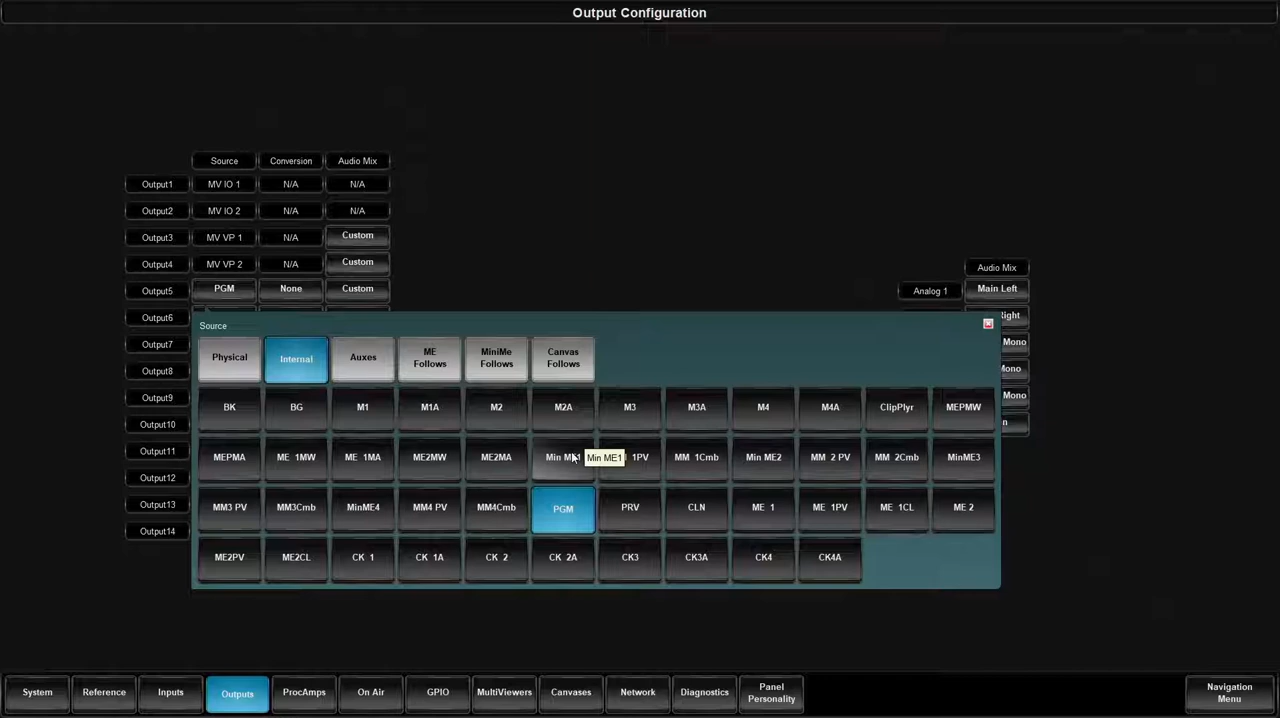 Output Configuration
Source Conversion Audio Mix
Output1 MV IO 1 N/A N/A
Output2 MV IO 2 N/A N/A
Output3 MV VP 1 N/A Custom
Output4 MV VP 2 N/A Custom
Audio Mix
Output5 PGM None Custom
Analog 1 Main Left
Output6
Output7
Output8
Output9
Output10
Output11
Output12
Output13
Output14
Right
Mono
Mono
Mono
Source
Physical Internal Auxes ME Follows MiniMe Follows Canvas Follows
BK BG M1 M1A M2 M2A M3 M3A M4 M4A ClipPlyr MEPMW
MEPMA ME 1MW ME 1MA ME2MW ME2MA Min ME1 1PV MM 1Cmb Min ME2 MM 2 PV MM 2Cmb MinME3
Min ME1
MM3 PV MM3Cmb MinME4 MM4 PV MM4Cmb PGM PRV CLN ME 1 ME 1PV ME 1CL ME 2
ME2PV ME2CL CK 1 CK 1A CK 2 CK 2A CK3 CK3A CK4 CK4A
System Reference Inputs Outputs ProcAmps On Air GPIO MultiViewers Canvases Network Diagnostics Panel Personality Navigation Menu